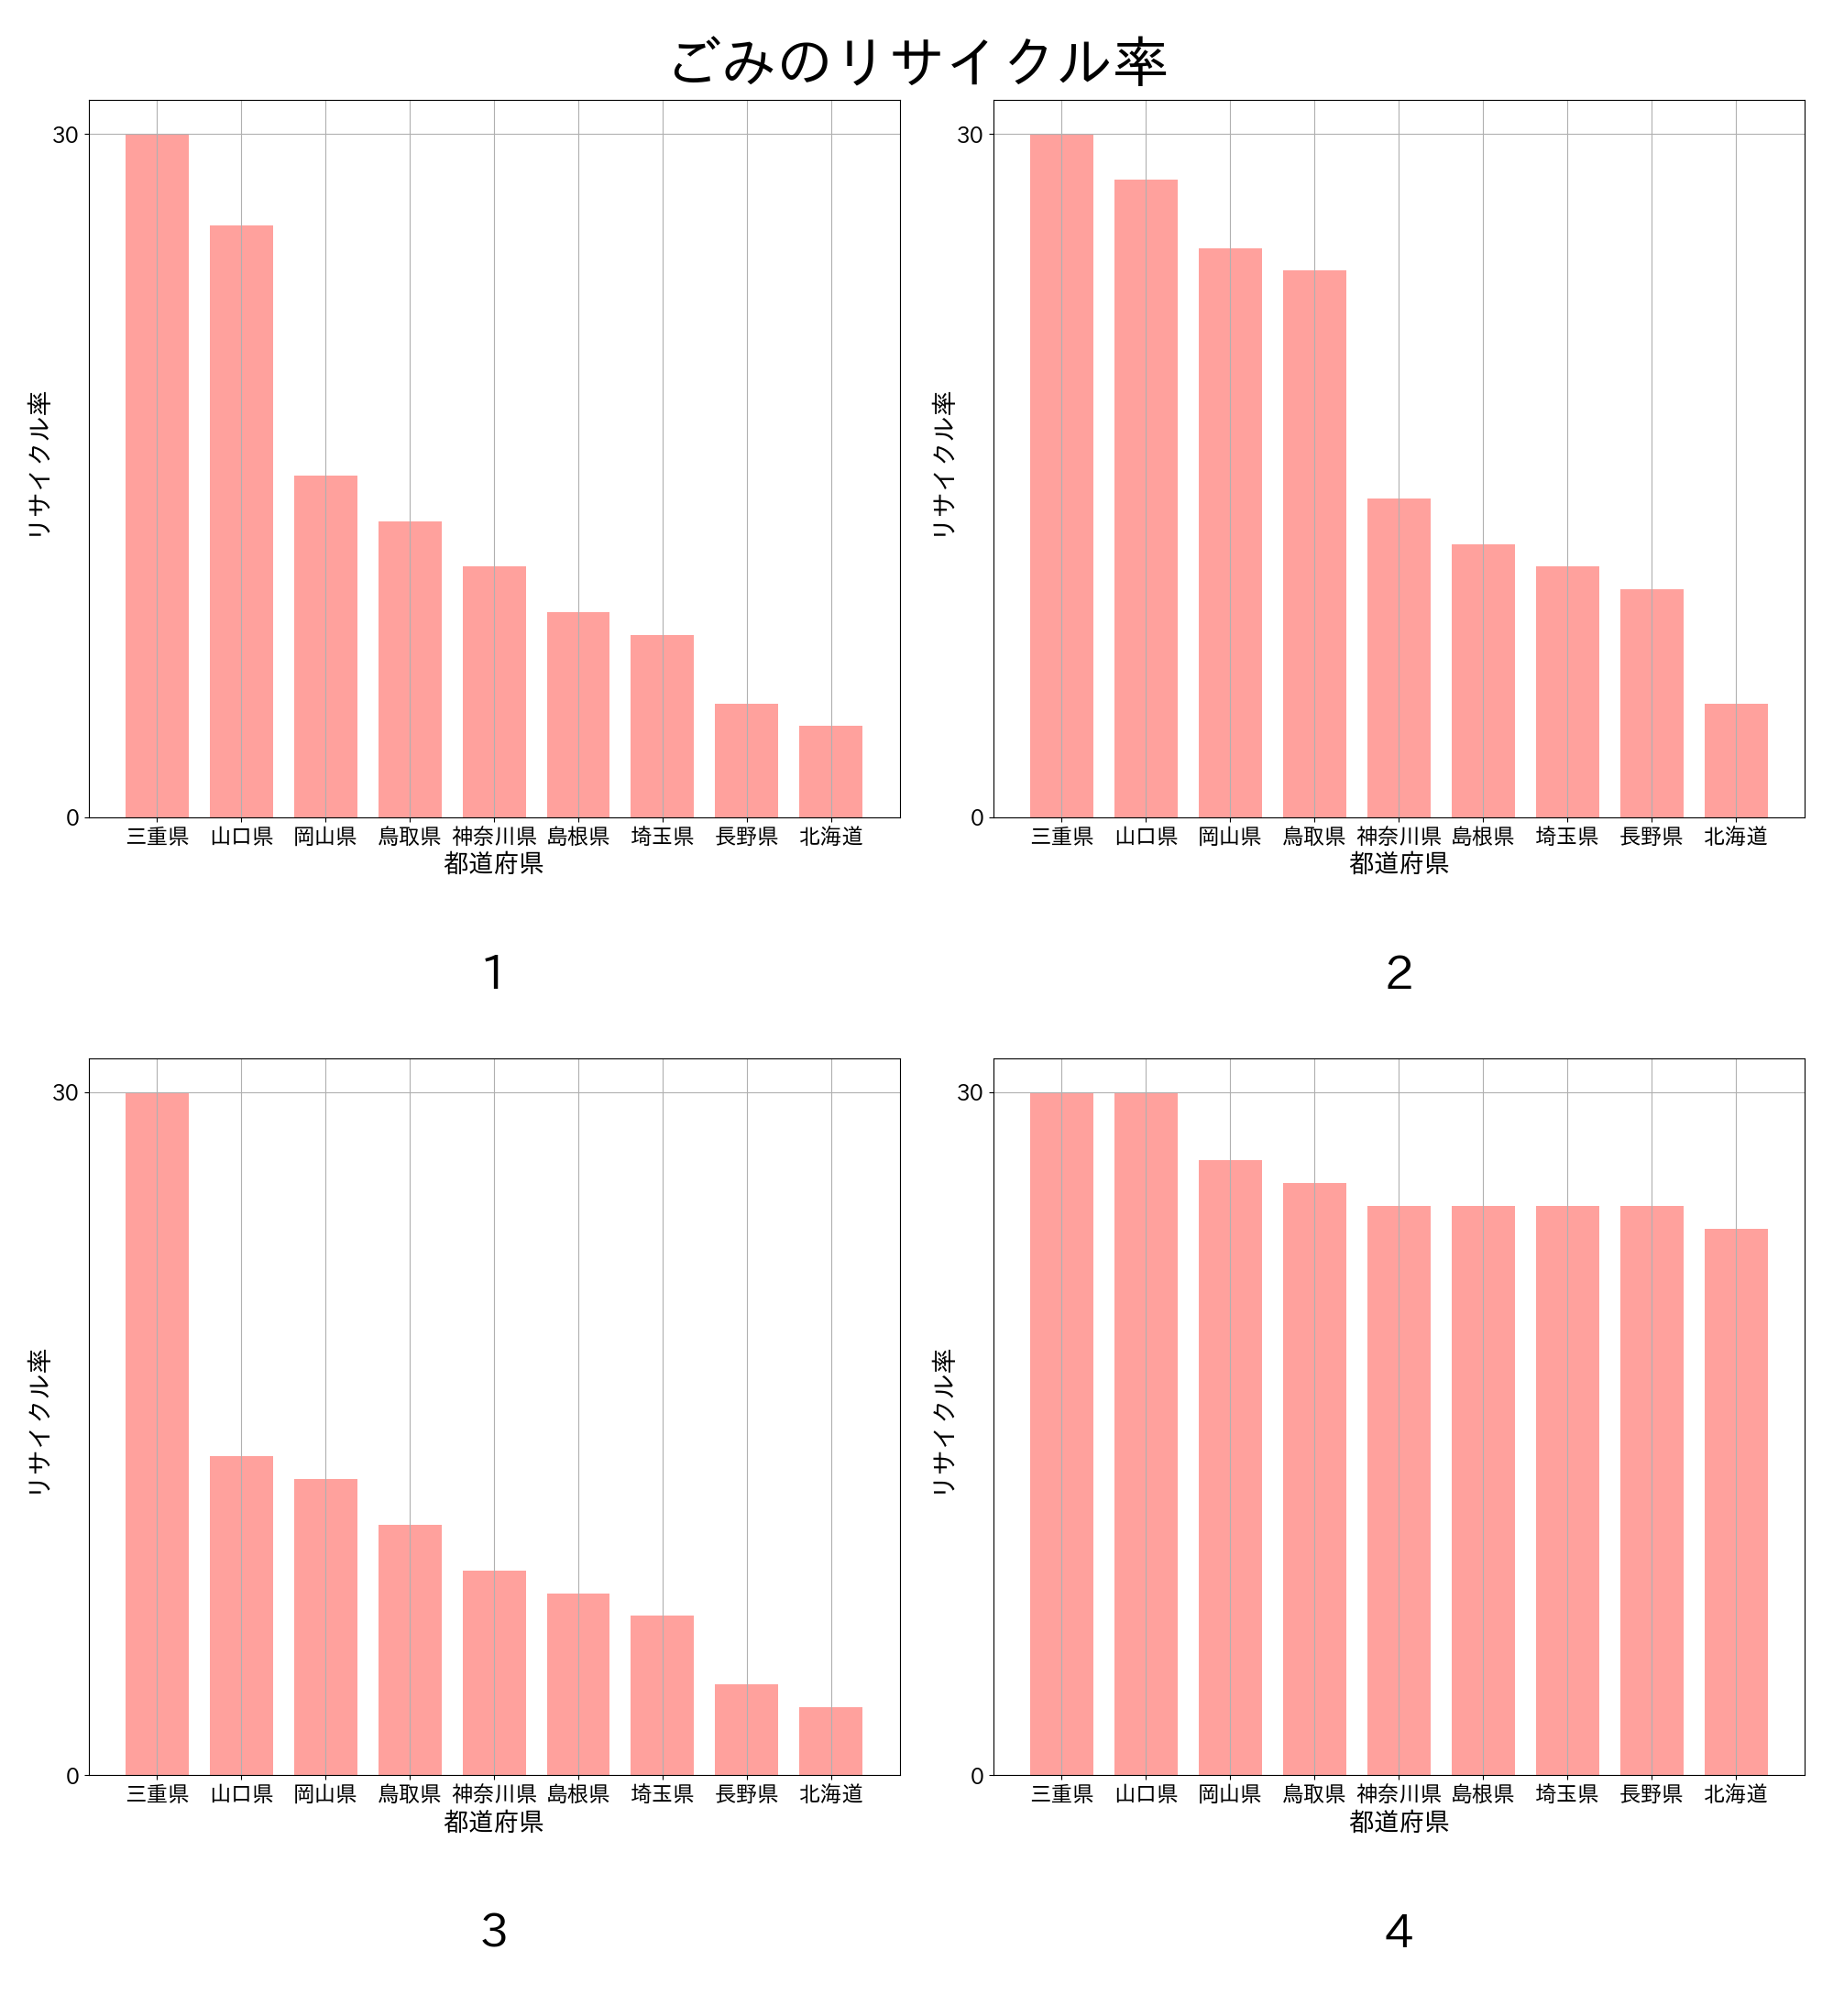 ごみのリサイクル率
30
0
リサイクル率
三重県 山口県 岡山県 鳥取県 神奈川県 島根県 埼玉県 長野県 北海道
都道府県
1
30
0
リサイクル率
三重県 山口県 岡山県 鳥取県 神奈川県 島根県 埼玉県 長野県 北海道
都道府県
2
30
0
リサイクル率
三重県 山口県 岡山県 鳥取県 神奈川県 島根県 埼玉県 長野県 北海道
都道府県
3
30
0
リサイクル率
三重県 山口県 岡山県 鳥取県 神奈川県 島根県 埼玉県 長野県 北海道
都道府県
4